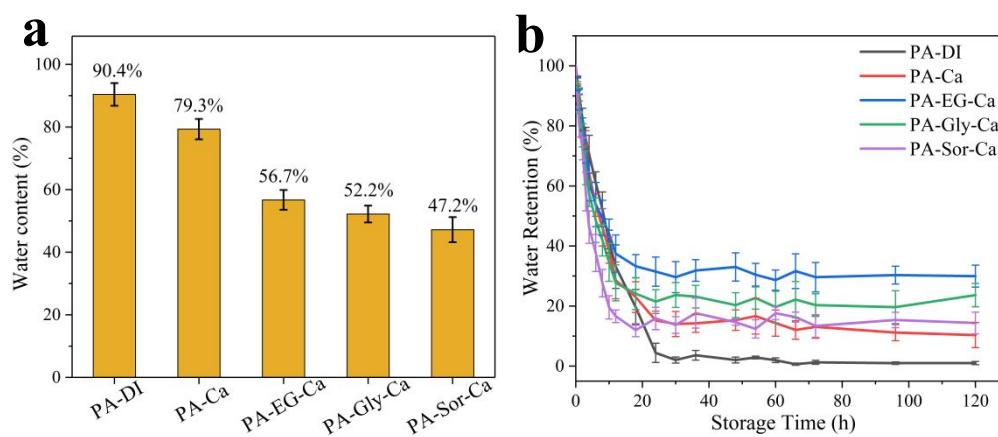 a
Water content (%)
100
80
60
40
20
0
90.4%
79.3%
56.7%
52.2%
47.2%
PA-DI
PA-Ca
PA-EG-Ca
PA-Gly-Ca
PA-Sor-Ca
b
Water Retention (%)
100
80
60
40
20
0
PA-DI
PA-Ca
PA-EG-Ca
PA-Gly-Ca
PA-Sor-Ca
0
20
40
60
80
100
120
Storage Time (h)